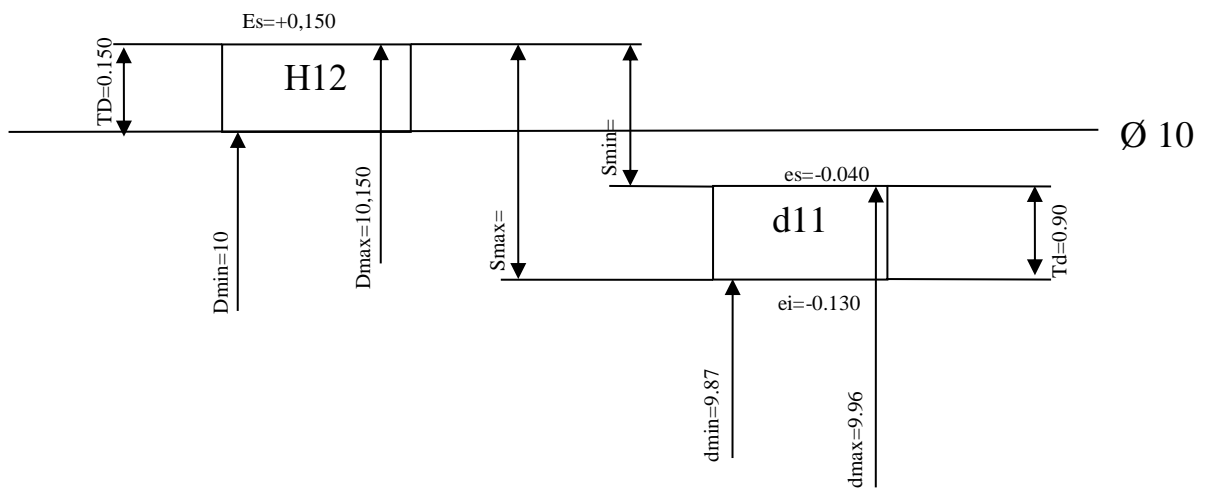 Es=+0,150
TD=0.150
H12
Ø 10
Smin=
es=-0.040
Dmax=10,150
d11
Td=0.90
Smax=
Dmin=10
ei=-0.130
dmin=9.87
dmax=9.96